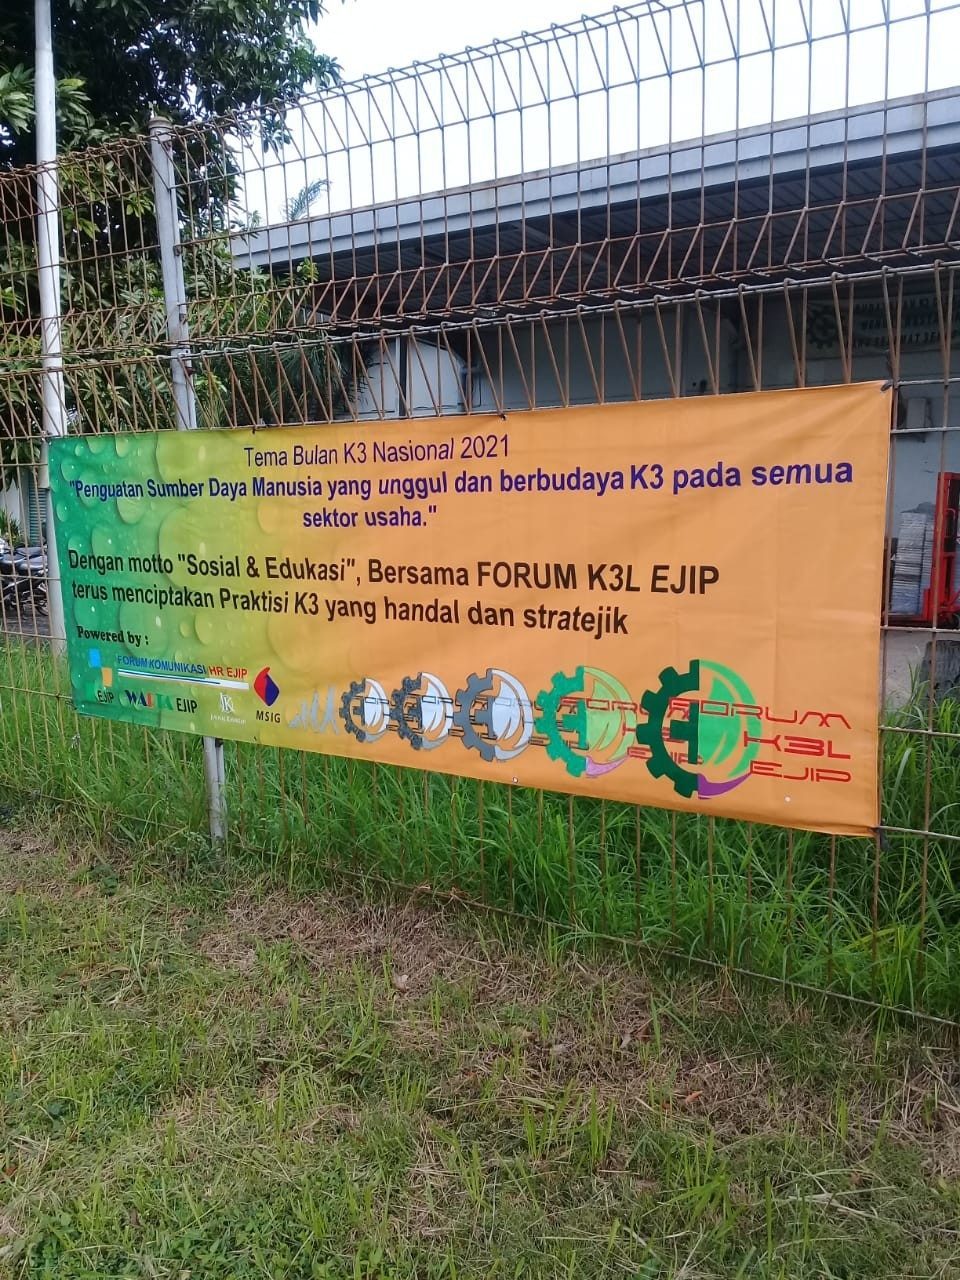 Tema Bulan K3 Nasional 2021
"Penguatan Sumber Daya Manusia yang unggul dan berbudaya K3 pada semua
sektor usaha."
Dengan motto "Sosial & Edukasi", Bersama FORUM K3L EJIP
terus menciptakan Praktisi K3 yang handal dan stratejik
Powered by :
FORUM KOMUNIKASI HR EJIP
EJIP WARTA EJIP
MSIG
FORUM
K3L
EJIP